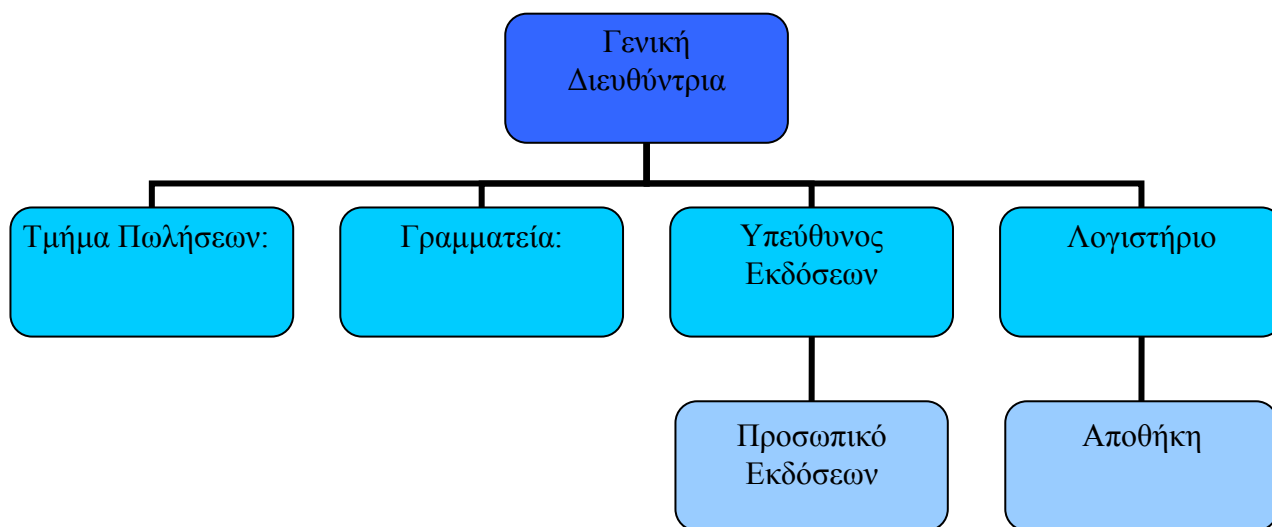 Γενική
Διευθύντρια
Τμήμα Πωλήσεων:
Γραμματεία:
Υπεύθυνος
Εκδόσεων
Λογιστήριο
Προσωπικό
Εκδόσεων
Αποθήκη